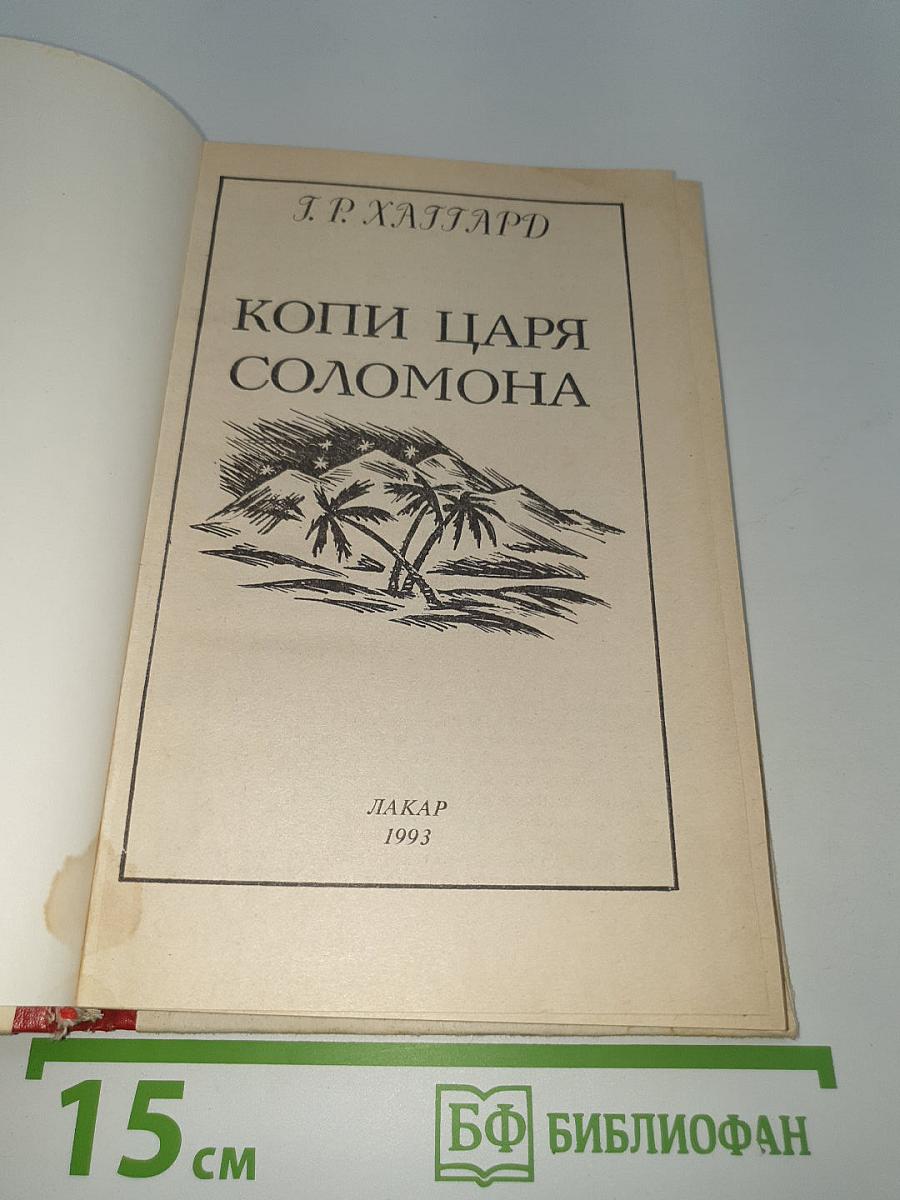 Г. Р. ХАГГАРД
КОПИ ЦАРЯ
СОЛОМОНА
ЛАКАР
1993
15 см
БФ БИБЛИОФАН